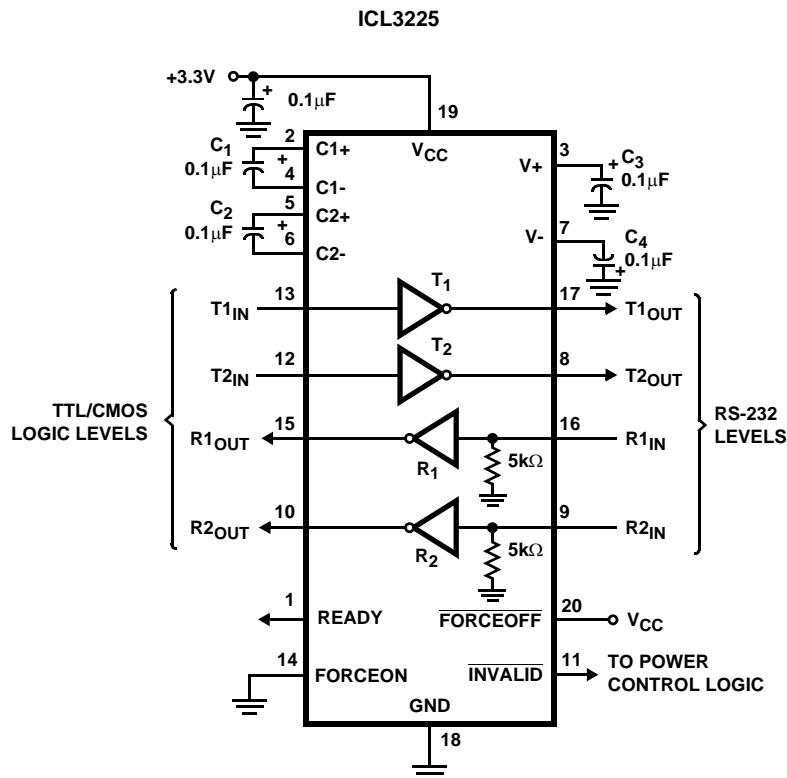 ICL3225
+3.3V
+
0.1μF
19
2
C1+
VCC
3
V+
+
C3
0.1μF
C1
0.1μF
+
4
C1-
5
C2+
C2
0.1μF
+
6
C2-
7
V-
C4
0.1μF
+
T1
13
17
T1IN
T1OUT
T2
12
8
T2IN
T2OUT
TTL/CMOS
LOGIC LEVELS
RS-232
LEVELS
15
16
R1OUT
R1IN
R1
5kΩ
10
9
R2OUT
R2IN
R2
5kΩ
1
READY
FORCEOFF
20
VCC
14
FORCEON
INVALID
11
TO POWER
CONTROL LOGIC
GND
18